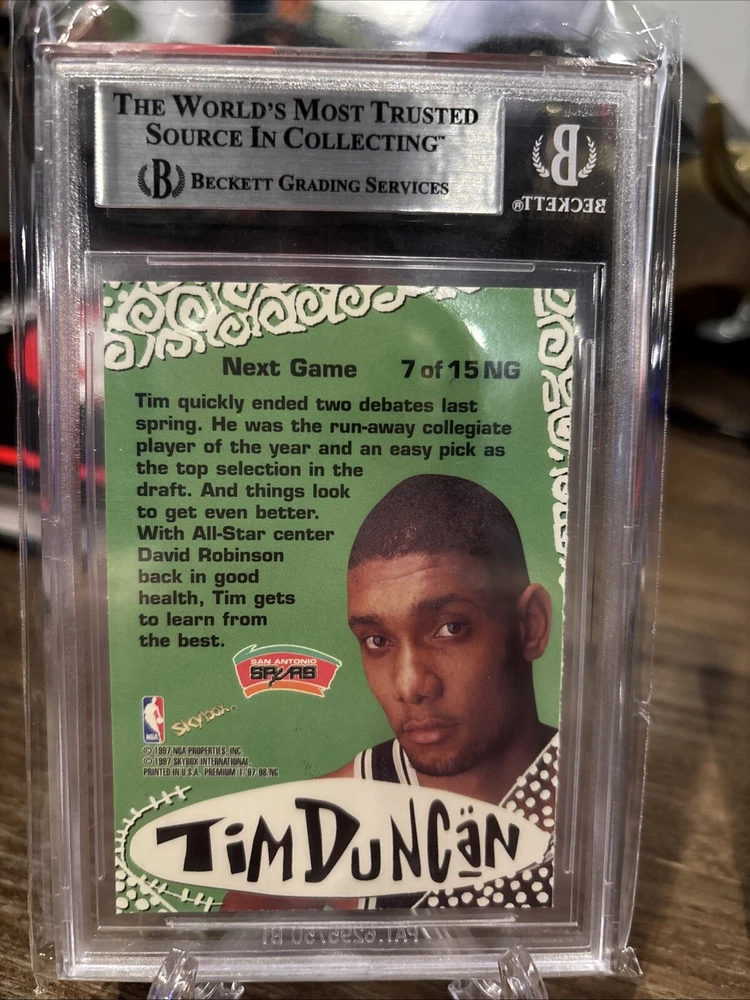 THE WORLD'S MOST TRUSTED
SOURCE IN COLLECTING™
B BECKETT GRADING SERVICES
B
BECKETT®
Next Game 7 of 15 NG
Tim quickly ended two debates last
spring. He was the run-away collegiate
player of the year and an easy pick as
the top selection in the
draft. And things look
to get even better.
With All-Star center
David Robinson
back in good
health, Tim gets
to learn from
the best.
SAN ANTONIO
SPURS
NBA
SkyBox
© 1997 NBA PROPERTIES, INC.
© 1997 SKYBOX INTERNATIONAL.
PRINTED IN U.S.A. PREMIUM I '97-'98/NG
TIM DUNCAN